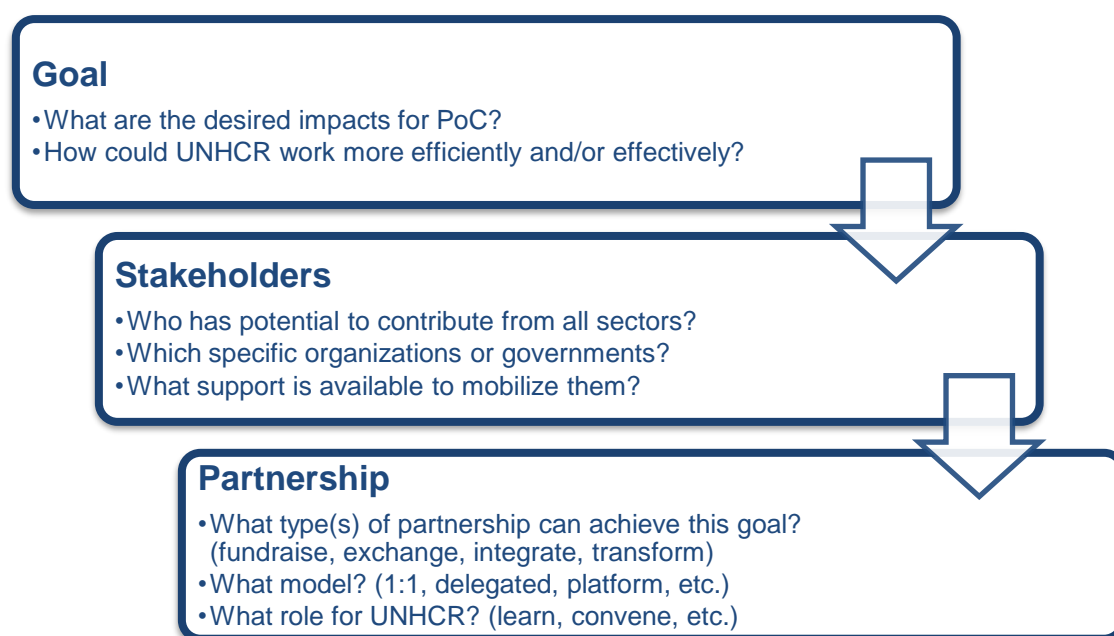 Goal
•What are the desired impacts for PoC?
•How could UNHCR work more efficiently and/or effectively?
Stakeholders
•Who has potential to contribute from all sectors?
•Which specific organizations or governments?
•What support is available to mobilize them?
Partnership
•What type(s) of partnership can achieve this goal?
(fundraise, exchange, integrate, transform)
•What model? (1:1, delegated, platform, etc.)
•What role for UNHCR? (learn, convene, etc.)